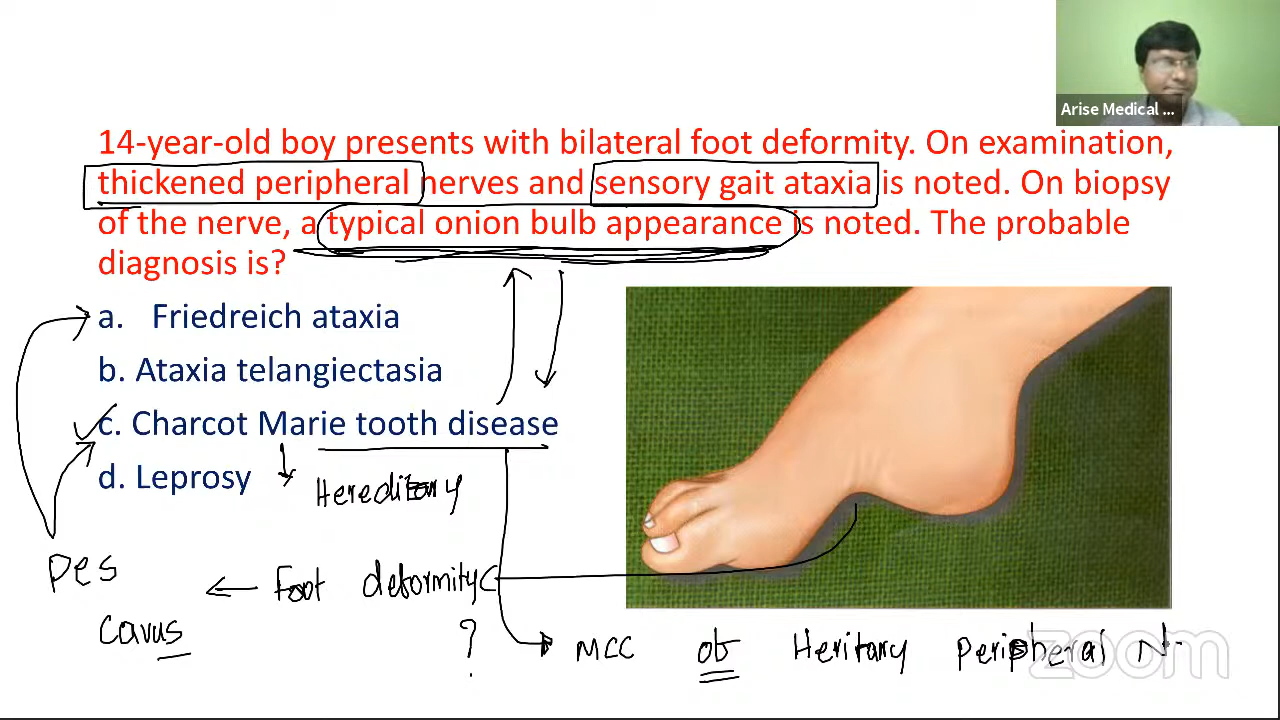 Arise Medical ...
14-year-old boy presents with bilateral foot deformity. On examination,
thickened peripheral nerves and sensory gait ataxia is noted. On biopsy
of the nerve, a typical onion bulb appearance is noted. The probable
diagnosis is?
a. Friedreich ataxia
b. Ataxia telangiectasia
c. Charcot Marie tooth disease
d. Leprosy
Hereditary
Pes
Cavus
Foot deformity
?
MCC of Heritary Peripheral N
zoom